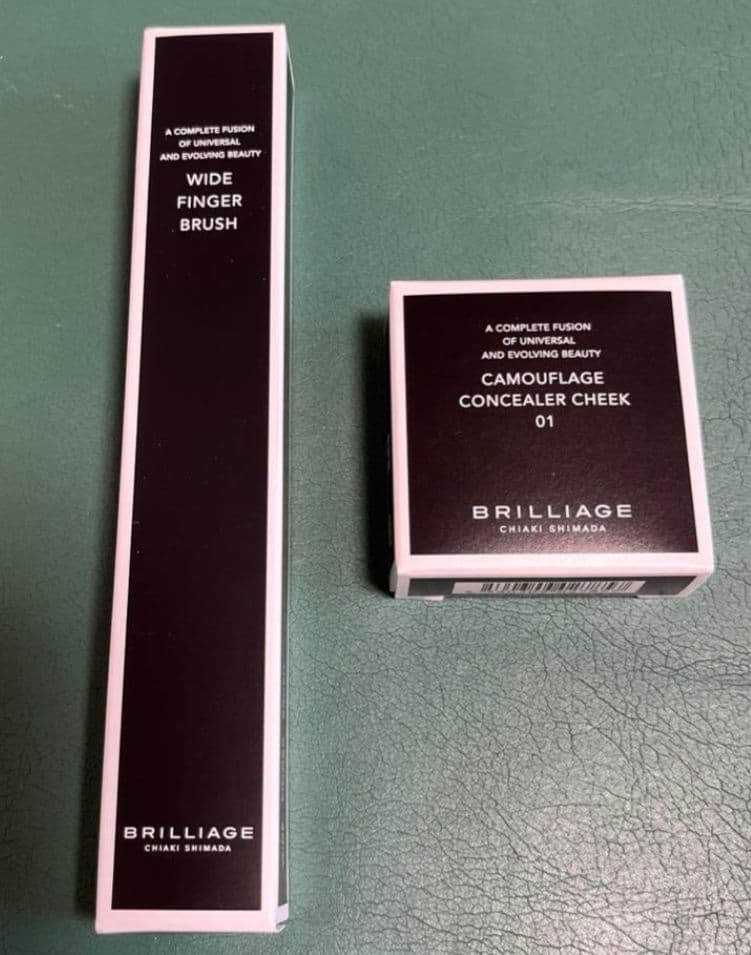 A COMPLETE FUSION
OF UNIVERSAL
AND EVOLVING BEAUTY
WIDE
FINGER
BRUSH
BRILLIAGE
CHIAKI SHIMADA
A COMPLETE FUSION
OF UNIVERSAL
AND EVOLVING BEAUTY
CAMOUFLAGE
CONCEALER CHEEK
01
BRILLIAGE
CHIAKI SHIMADA